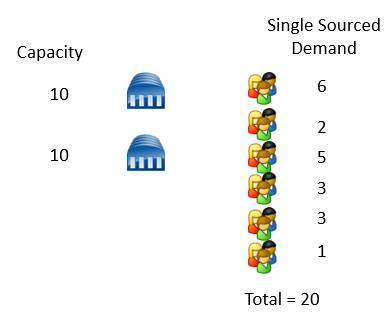 Single Sourced
Demand
Capacity
10
10
6
2
5
3
3
1
Total = 20